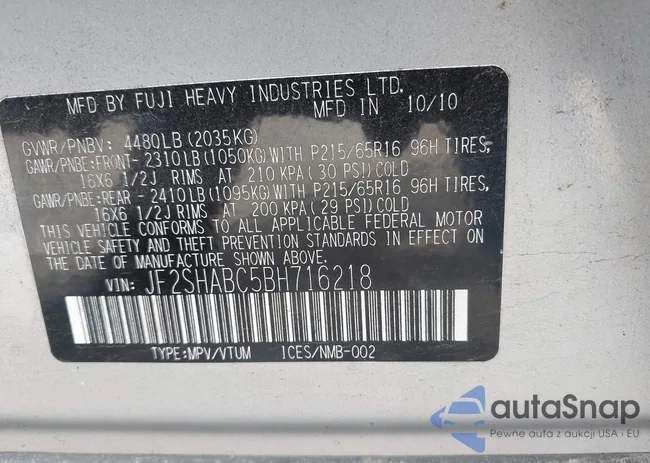 MFD BY FUJI HEAVY INDUSTRIES LTD.
MFD IN 10/10
GVWR/PNBV: 4480LB(2035KG)
GAWR/PNBE:FRONT- 2310LB(1050KG)WITH P215/65R16 96H TIRES,
16X6 1/2J RIMS AT 210 KPA(30 PSI)COLD
GAWR/PNBE:REAR - 2410LB(1095KG)WITH P215/65R16 96H TIRES,
16X6 1/2J RIMS AT 200 KPA(29 PSI)COLD
THIS VEHICLE CONFORMS TO ALL APPLICABLE FEDERAL MOTOR
VEHICLE SAFETY AND THEFT PREVENTION STANDARDS IN EFFECT ON
THE DATE OF MANUFACTURE SHOWN ABOVE.
VIN: JF2SHABC5BH716218
TYPE:MPV/VTUM ICES/NMB-002
autaSnap
Pewne auta z aukcji USA i EU